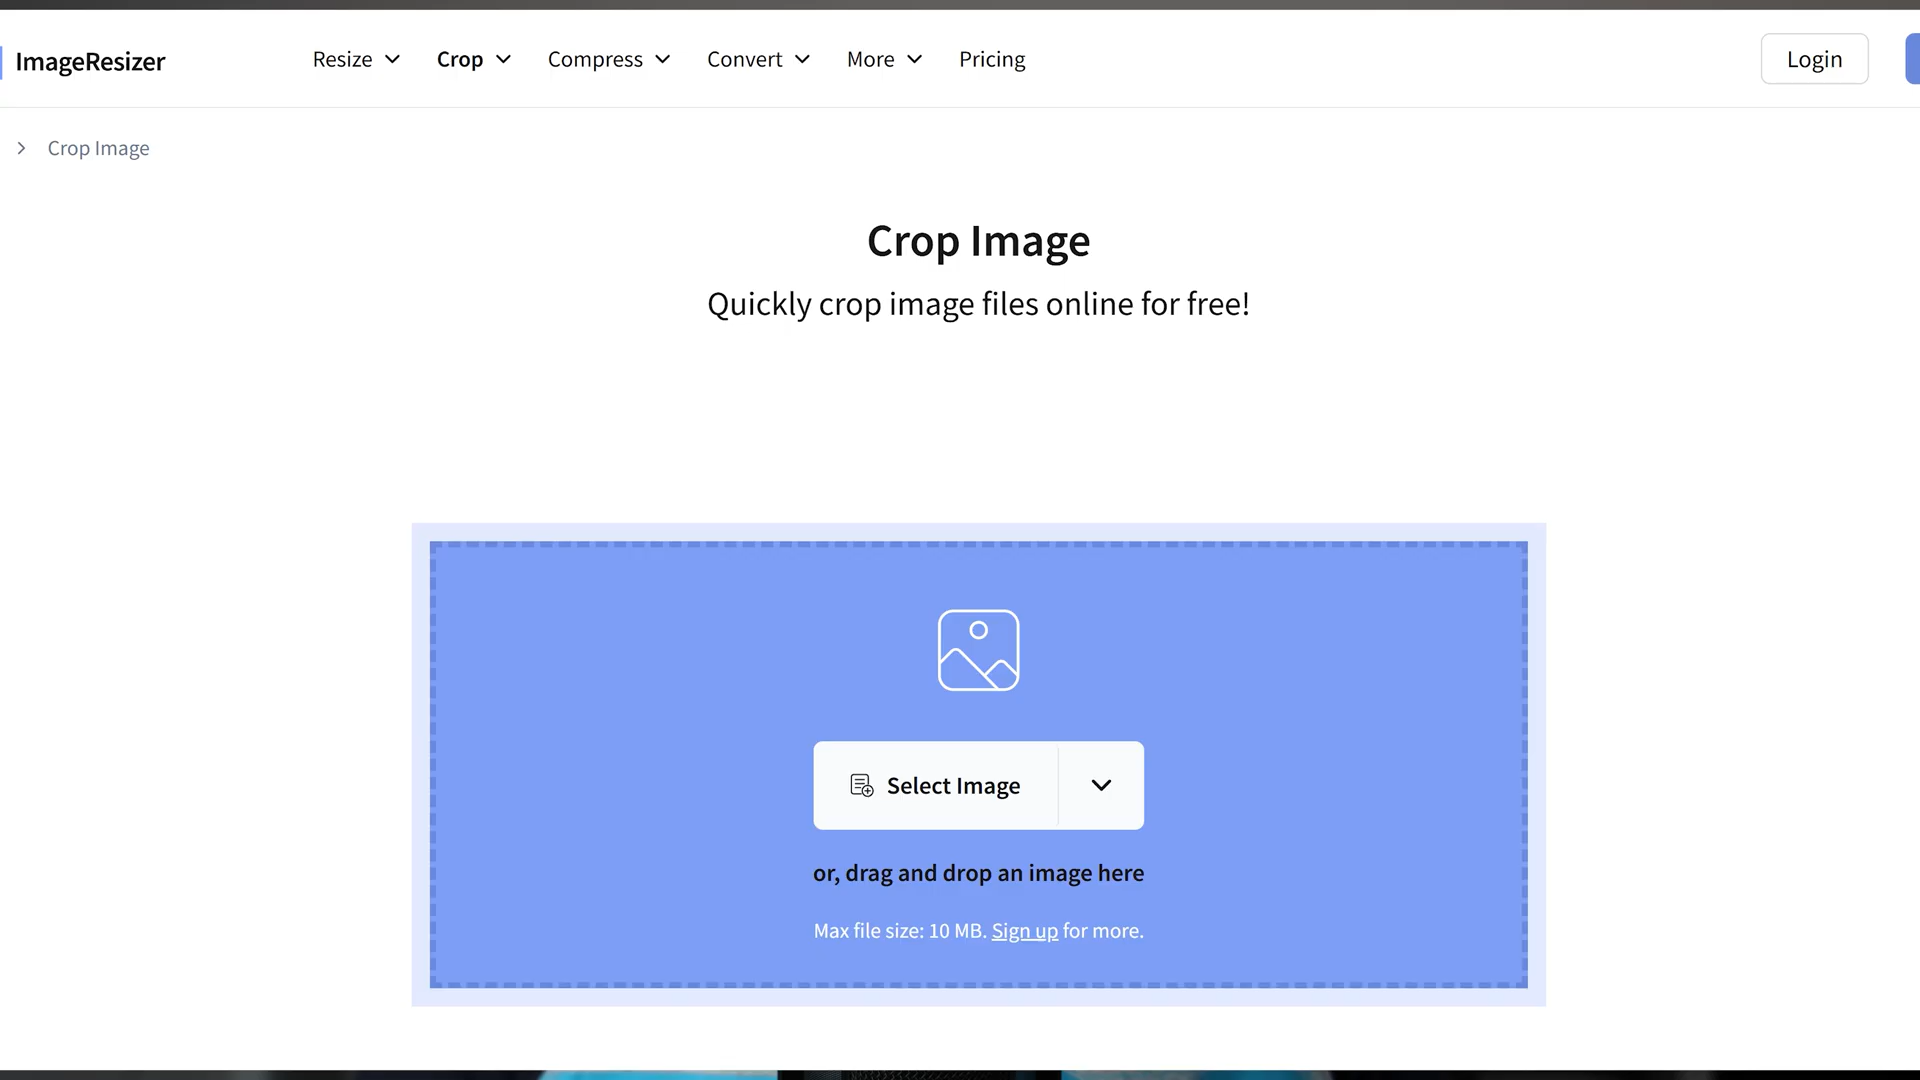 ImageResizer
Resize
Crop
Compress
Convert
More
Pricing
Login
Crop Image
Crop Image
Quickly crop image files online for free!
Select Image
or, drag and drop an image here
Max file size: 10 MB. Sign up for more.